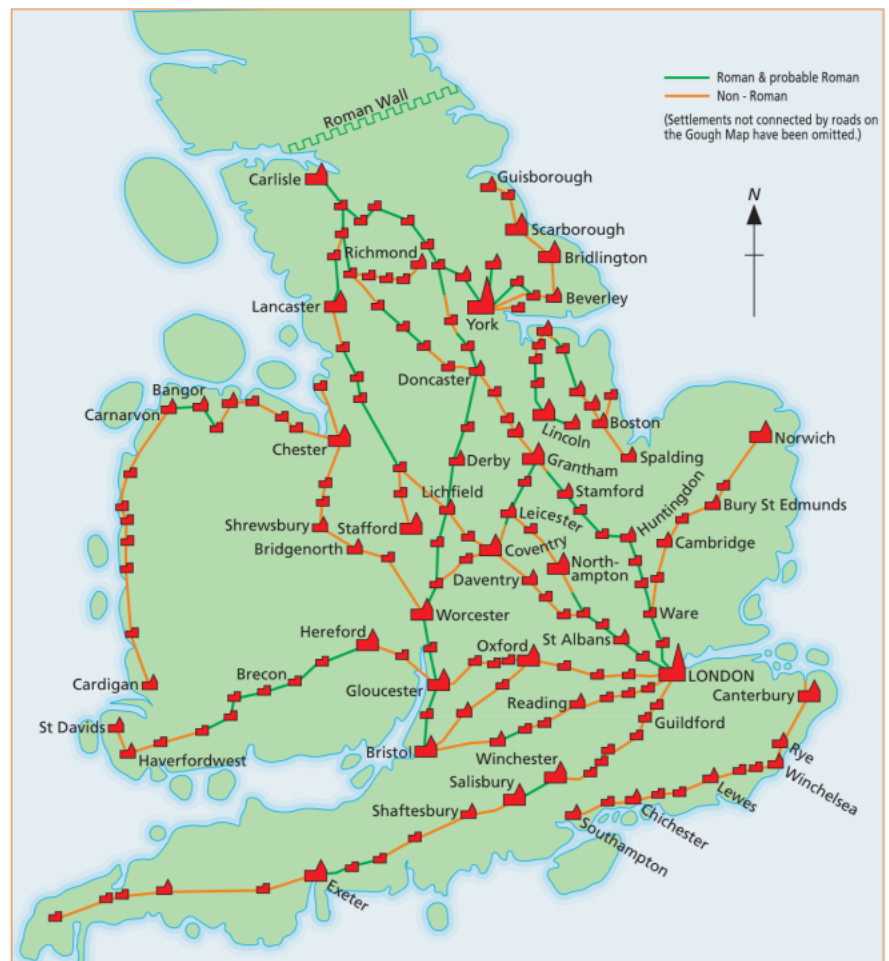 Roman & probable Roman
Non - Roman
(Settlements not connected by roads on
the Gough Map have been omitted.)
N
Roman Wall
Carlisle
Guisborough
Scarborough
Richmond
Bridlington
Lancaster
Beverley
York
Doncaster
Bangor
Carnarvon
Lincoln
Boston
Chester
Norwich
Derby
Grantham
Spalding
Lichfield
Stamford
Huntingdon
Bury St Edmunds
Shrewsbury
Stafford
Leicester
Bridgenorth
Coventry
Cambridge
Daventry
North-
ampton
Worcester
Ware
Hereford
Oxford
St Albans
Brecon
LONDON
Cardigan
Gloucester
Reading
Canterbury
St Davids
Guildford
Haverfordwest
Bristol
Winchester
Rye
Salisbury
Winchelsea
Shaftesbury
Lewes
Chichester
Southampton
Exeter